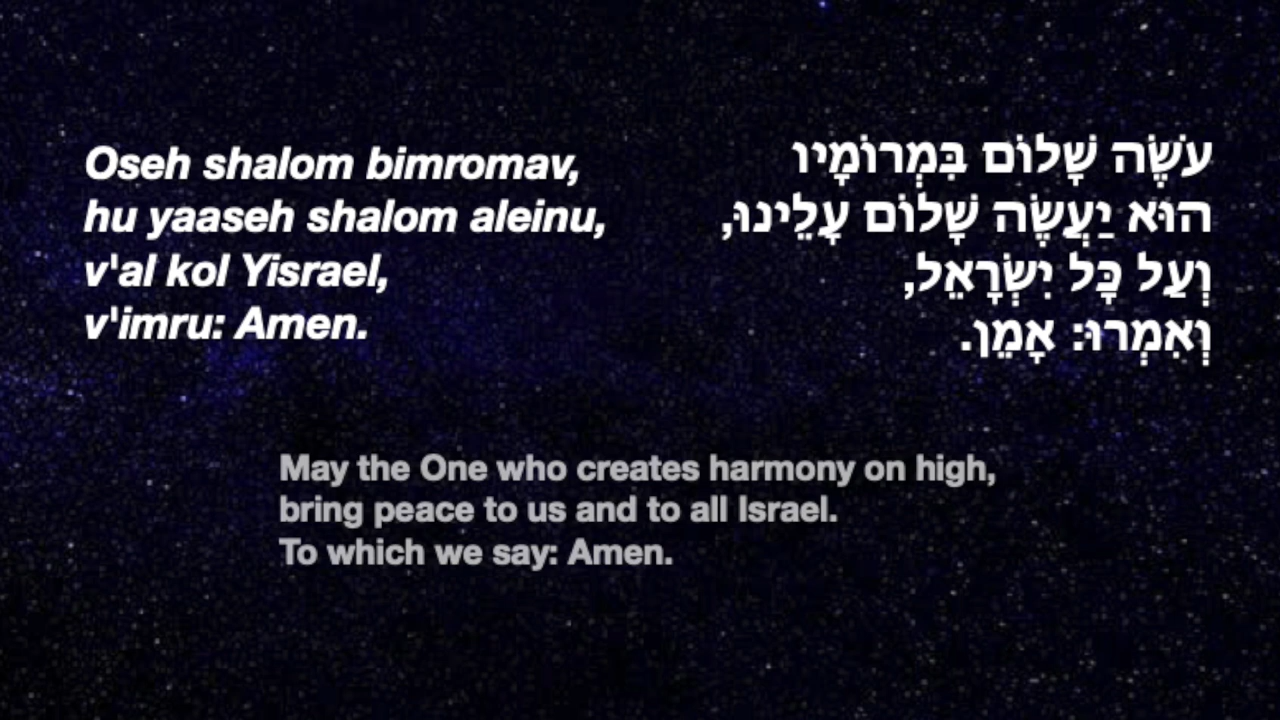 Oseh shalom bimromav,
hu yaaseh shalom aleinu,
v'al kol Yisrael,
v'imru: Amen.
עֹשֶׂה שָׁלוֹם בִּמְרוֹמָיו
הוּא יַעֲשֶׂה שָׁלוֹם עָלֵינוּ,
וְעַל כָּל יִשְׂרָאֵל,
וְאִמְרוּ: אָמֵן.
May the One who creates harmony on high,
bring peace to us and to all Israel.
To which we say: Amen.